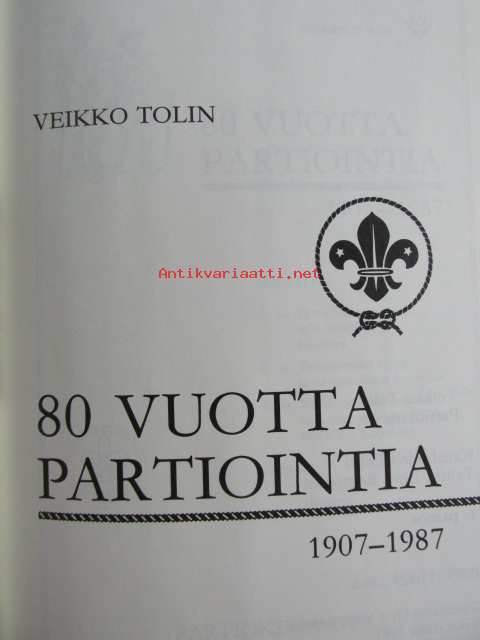 VEIKKO TOLIN
Antikvariaatti.net
80 VUOTTA
PARTIOINTIA
1907–1987